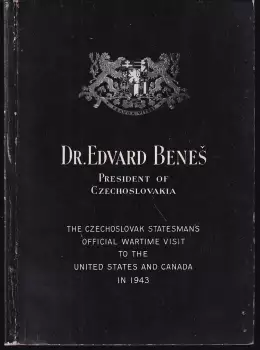 DR. EDVARD BENEŠ
PRESIDENT OF
CZECHOSLOVAKIA
THE CZECHOSLOVAK STATESMANS
OFFICIAL WARTIME VISIT
TO THE
UNITED STATES AND CANADA
IN 1943